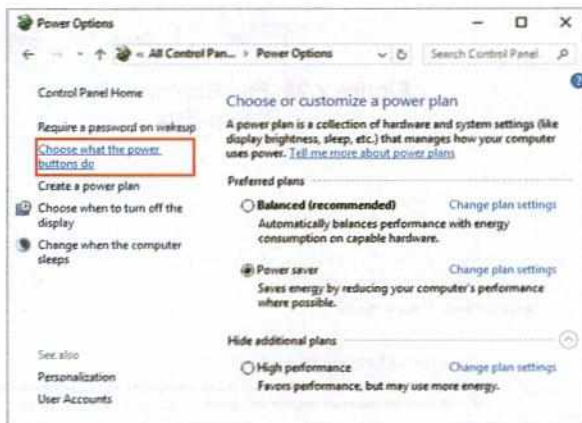 Power Options
« All Control Pan... › Power Options
Search Control Panel
Control Panel Home
Require a password on wakeup
Choose what the power
buttons do
Create a power plan
Choose when to turn off the
display
Change when the computer
sleeps
See also
Personalization
User Accounts
Choose or customize a power plan
A power plan is a collection of hardware and system settings (like
display brightness, sleep, etc.) that manages how your computer
uses power. Tell me more about power plans
Preferred plans
Balanced (recommended) Change plan settings
Automatically balances performance with energy
consumption on capable hardware.
Power saver Change plan settings
Saves energy by reducing your computer's performance
where possible.
Hide additional plans
High performance Change plan settings
Favors performance, but may use more energy.